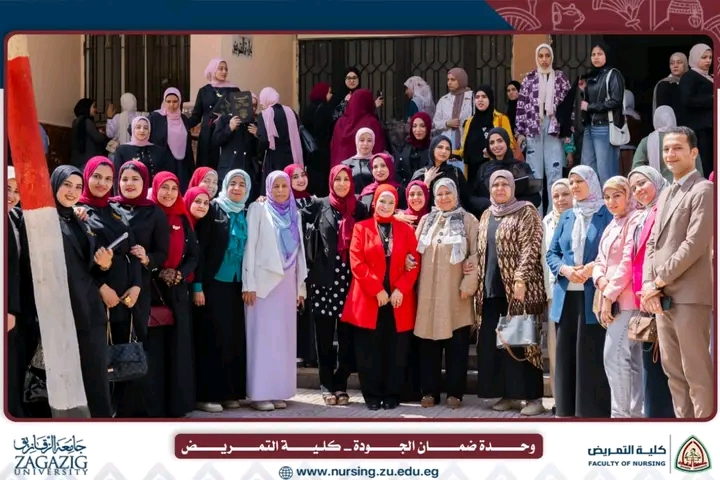 وحدة ضمان الجودة - كلية التمريض
جامعة الزقازيق
ZAGAZIG
UNIVERSITY
www.nursing.zu.edu.eg
كلية التمريض
FACULTY OF NURSING